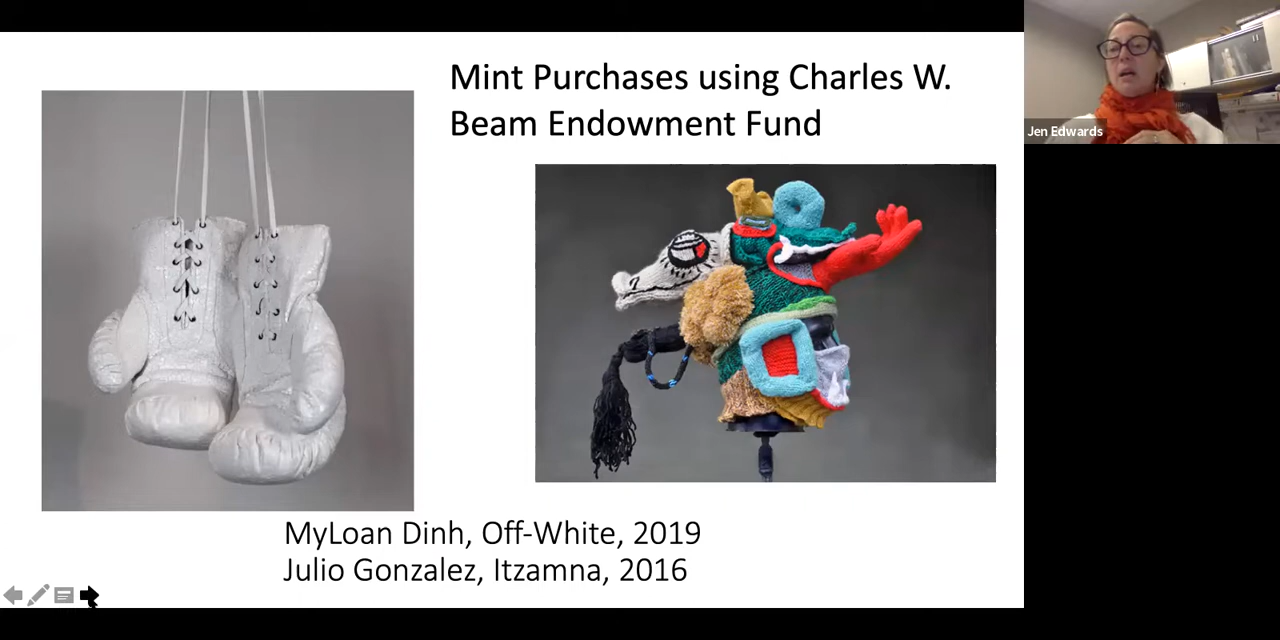 Mint Purchases using Charles W.
Beam Endowment Fund
Jen Edwards
MyLoan Dinh, Off-White, 2019
Julio Gonzalez, Itzamna, 2016